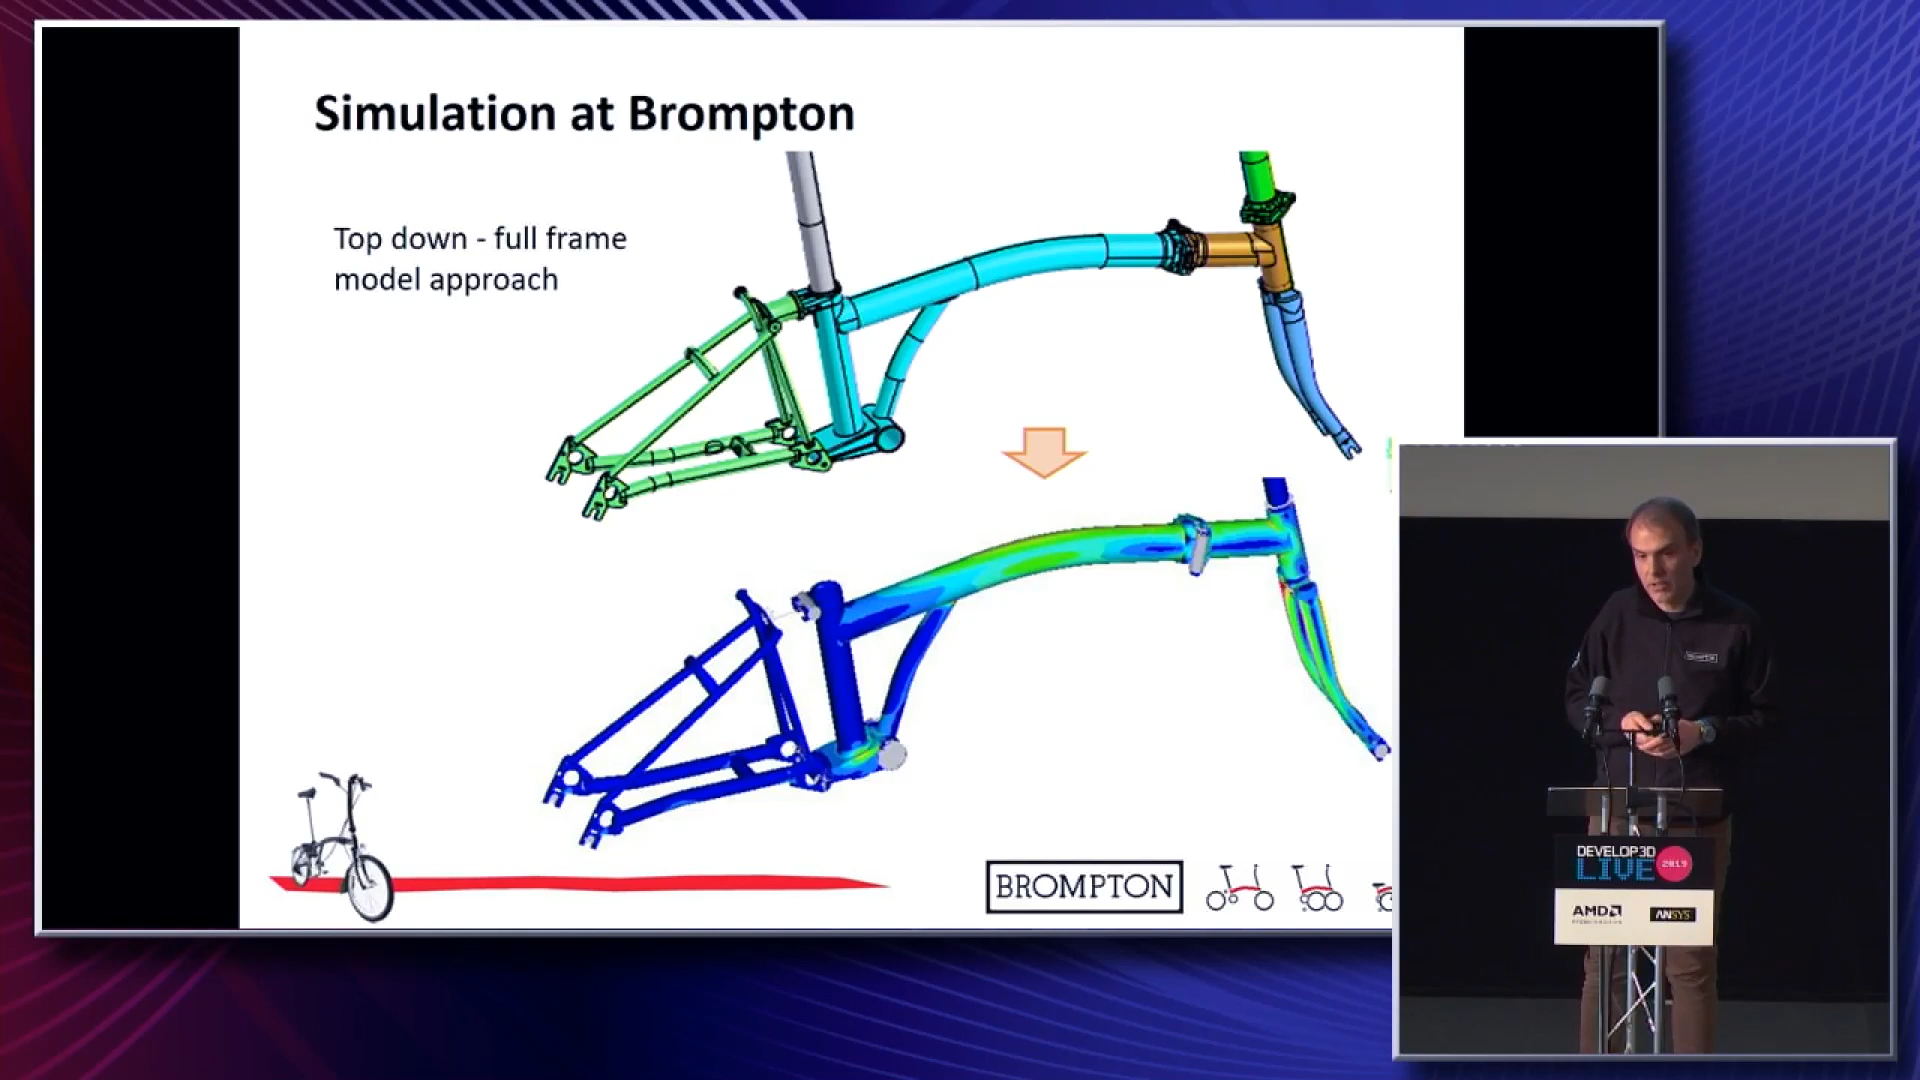 Simulation at Brompton
Top down - full frame
model approach
BROMPTON
DEVELOP3D
LIVE
2019
AMD
ANSYS